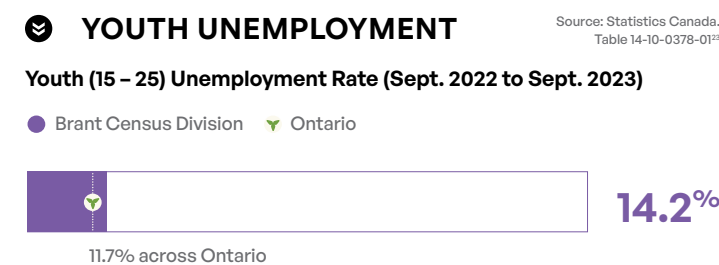 YOUTH UNEMPLOYMENT
Source: Statistics Canada.
Table 14-10-0378-01²³
Youth (15 – 25) Unemployment Rate (Sept. 2022 to Sept. 2023)
Brant Census Division
Ontario
14.2%
11.7% across Ontario